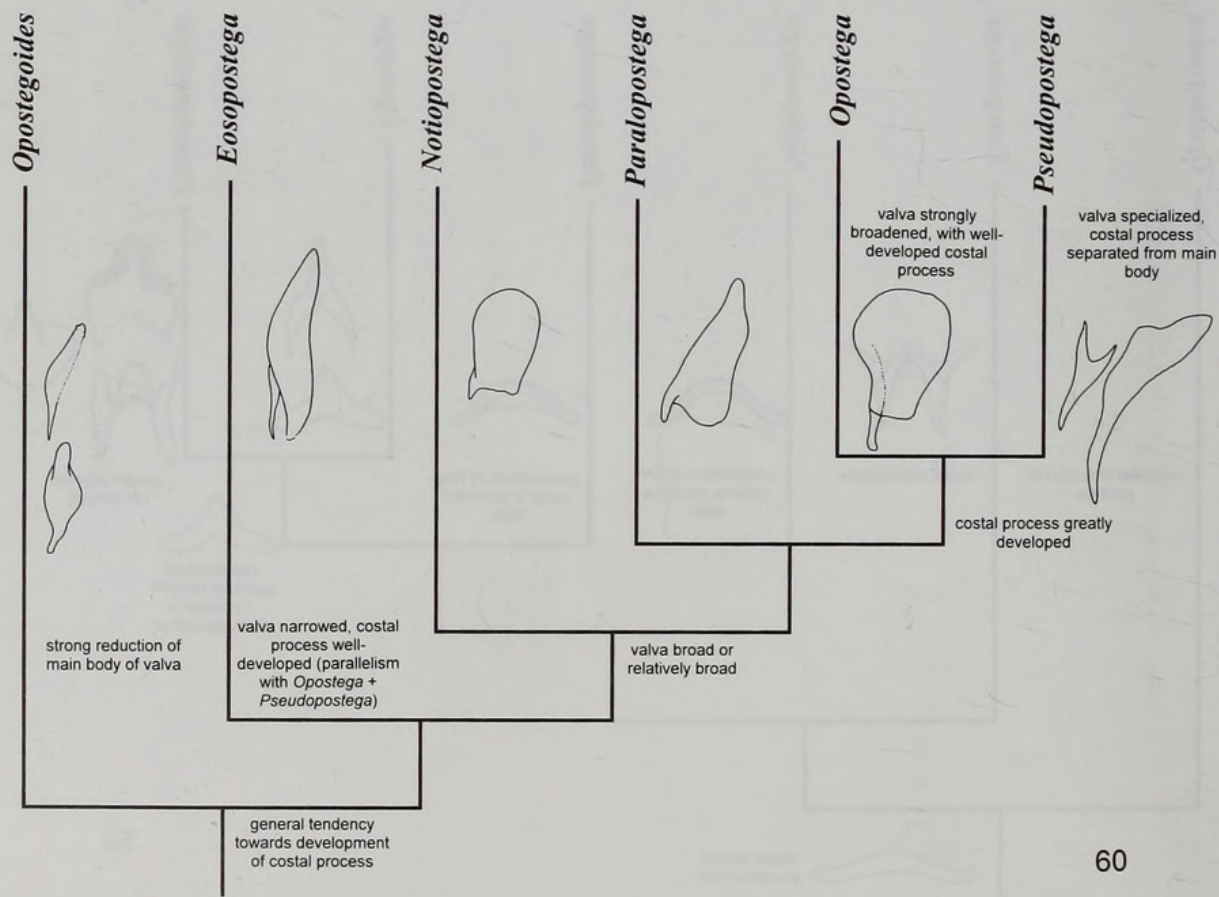 Opostegoides
Eosopostega
Notiopostega
Paralopostega
Opostega
Pseudopostega
valva strongly
broadened, with well-
developed costal
process
valva specialized,
costal process
separated from main
body
costal process greatly
developed
strong reduction of
main body of valva
valva narrowed, costal
process well-
developed (parallelism
with Opostega +
Pseudopostega)
valva broad or
relatively broad
general tendency
towards development
of costal process
60